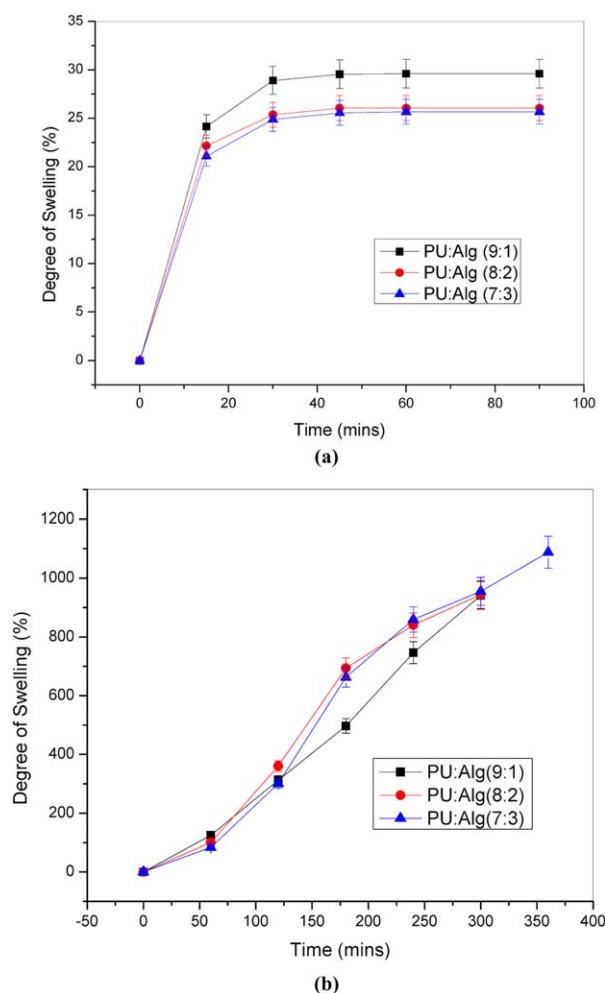 35
30
25
20
15
10
5
0
Degree of Swelling (%)
PU:Alg (9:1)
PU:Alg (8:2)
PU:Alg (7:3)
0 20 40 60 80 100
Time (mins)
(a)
1200
1000
800
600
400
200
0
Degree of Swelling (%)
PU:Alg(9:1)
PU:Alg(8:2)
PU:Alg(7:3)
-50 0 50 100 150 200 250 300 350 400
Time (mins)
(b)